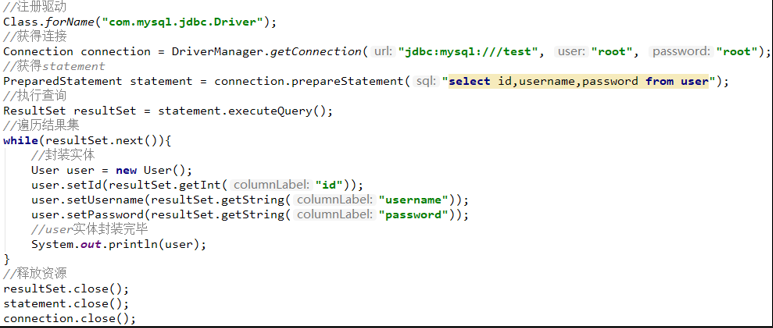 //注册驱动
Class.forName("com.mysql.jdbc.Driver");
//获得连接
Connection connection = DriverManager.getConnection( url: "jdbc:mysql:///test", user: "root", password: "root");
//获得statement
PreparedStatement statement = connection.prepareStatement( sql: "select id,username,password from user");
//执行查询
ResultSet resultSet = statement.executeQuery();
//遍历结果集
while(resultSet.next()){
    //封装实体
    User user = new User();
    user.setId(resultSet.getInt( columnLabel: "id"));
    user.setUsername(resultSet.getString( columnLabel: "username"));
    user.setPassword(resultSet.getString( columnLabel: "password"));
    //user实体封装完毕
    System.out.println(user);
}
//释放资源
resultSet.close();
statement.close();
connection.close();